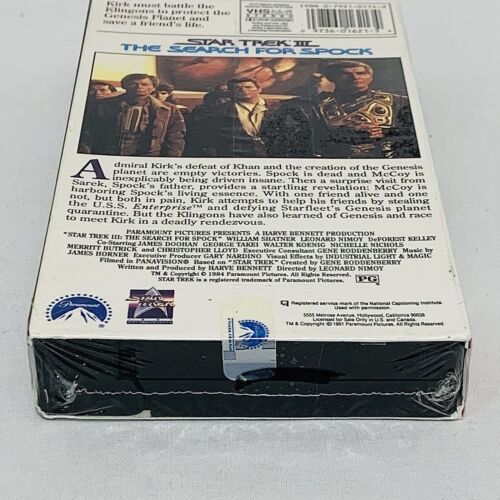 Kirk must battle the
Klingons to protect the
Genesis Planet and
save a friend's life.
VHS
STAR TREK III
THE SEARCH FOR SPOCK
Admiral Kirk's defeat of Khan and the creation of the Genesis
planet are empty victories. Spock is dead and McCoy is
inexplicably being driven insane. Then a surprise visit from
Sarek, Spock's father, provides a startling revelation: McCoy is
harboring Spock's living essence. With one friend alive and one
not, but both in pain, Kirk attempts to help his friends by stealing
the U.S.S. Enterprise™ and defying Starfleet's Genesis planet
quarantine. But the Klingons have also learned of Genesis and race
to meet Kirk in a deadly rendezvous.
PARAMOUNT PICTURES PRESENTS A HARVE BENNETT PRODUCTION
"STAR TREK III: THE SEARCH FOR SPOCK" WILLIAM SHATNER LEONARD NIMOY DeFOREST KELLEY
Co-Starring JAMES DOOHAN GEORGE TAKEI WALTER KOENIG NICHELLE NICHOLS
MERRITT BUTRICK and CHRISTOPHER LLOYD Executive Consultant GENE RODDENBERRY Music by
JAMES HORNER Executive Producer GARY NARDINO Visual Effects by INDUSTRIAL LIGHT & MAGIC
Filmed in PANAVISION® Based on "STAR TREK" Created by GENE RODDENBERRY
Written and Produced by HARVE BENNETT Directed by LEONARD NIMOY
TM & Copyright © 1984 Paramount Pictures. All Rights Reserved.
STAR TREK is a registered trademark of Paramount Pictures.
PG
Paramount
STAR TREK
Registered service mark of the National Captioning Institute.
Used with permission.
5555 Melrose Avenue, Hollywood, California 90038
Licensed for Sale Only in U.S. and Canada.
TM & Copyright © 1991 Paramount Pictures. All Rights Reserved.